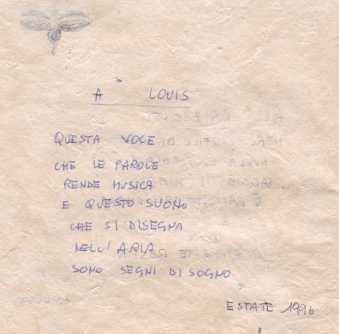 A LOUIS
QUESTA VOCE
CHE LE PAROLE
RENDE MUSICA
E QUESTO SUONO
CHE SI DISEGNA
NELL'ARIA
SONO SEGNI DI SOGNO
ESTATE 1996